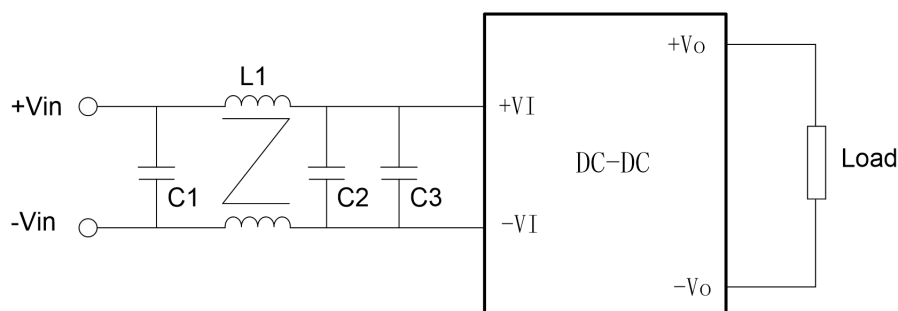 +Vo
L1
+Vin
+VI
DC-DC
Load
C1
C2
C3
-Vin
-VI
-Vo